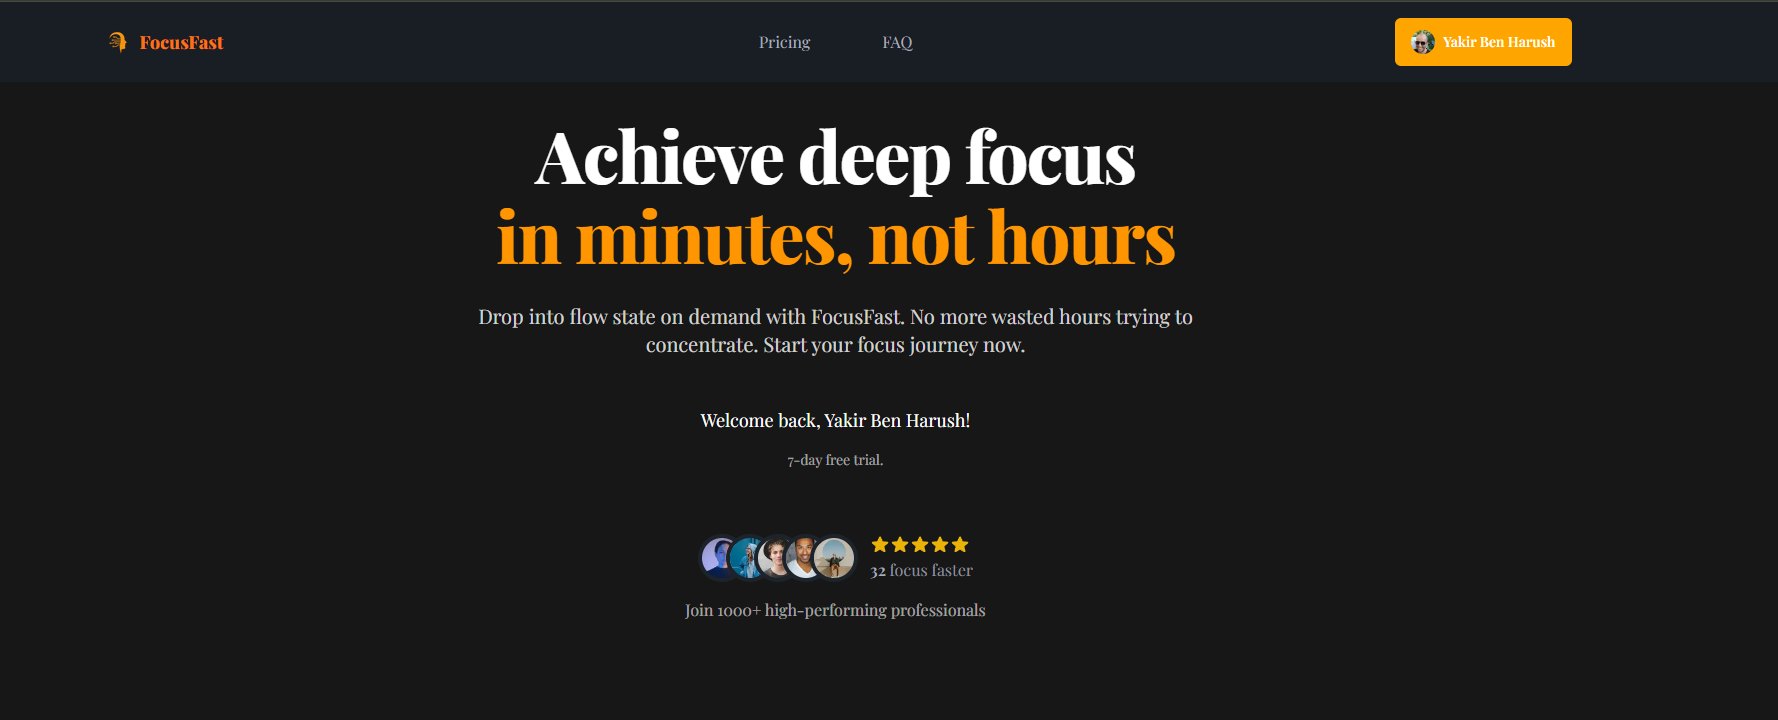 FocusFast
Pricing
FAQ
Yakir Ben Harush
Achieve deep focus
in minutes, not hours
Drop into flow state on demand with FocusFast. No more wasted hours trying to
concentrate. Start your focus journey now.
Welcome back, Yakir Ben Harush!
7-day free trial.
32 focus faster
Join 1000+ high-performing professionals